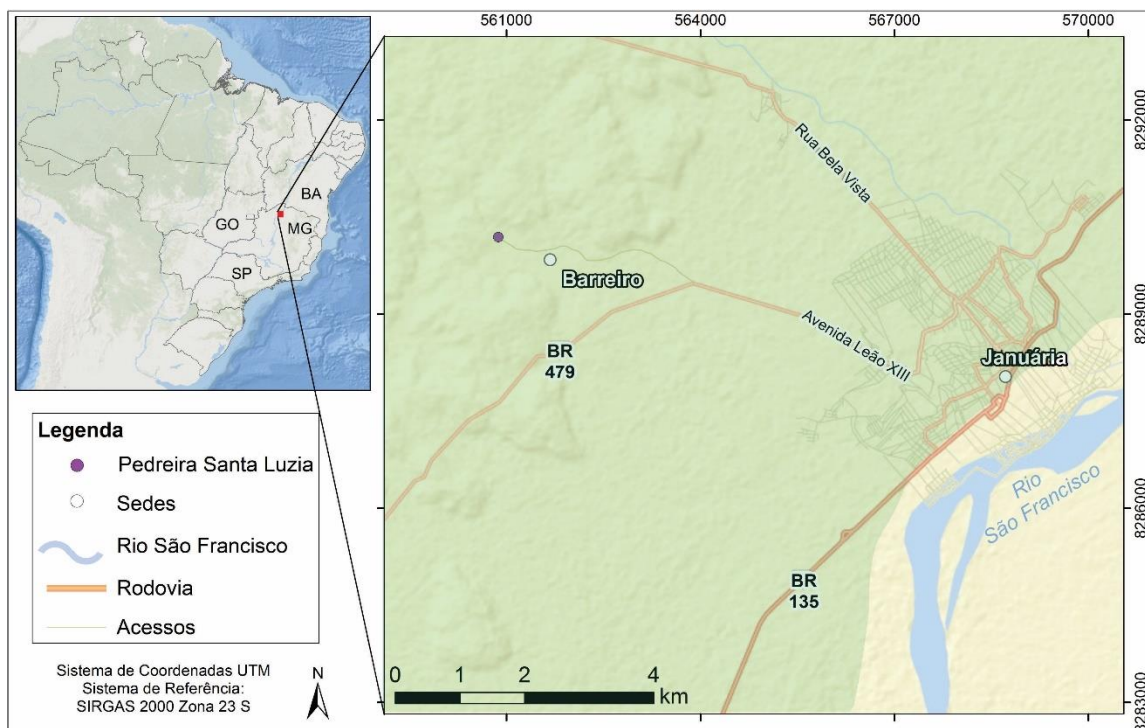 561000
564000
567000
570000
8292000
8289000
8286000
8283000
BA
GO
MG
SP
Rua Bela Vista
Barreiro
Avenida Leão XIII
BR
479
Januária
Rio
São Francisco
BR
135
0
1
2
4
km
Legenda
Pedreira Santa Luzia
Sedes
Rio São Francisco
Rodovia
Acessos
Sistema de Coordenadas UTM
Sistema de Referência:
SIRGAS 2000 Zona 23 S
N